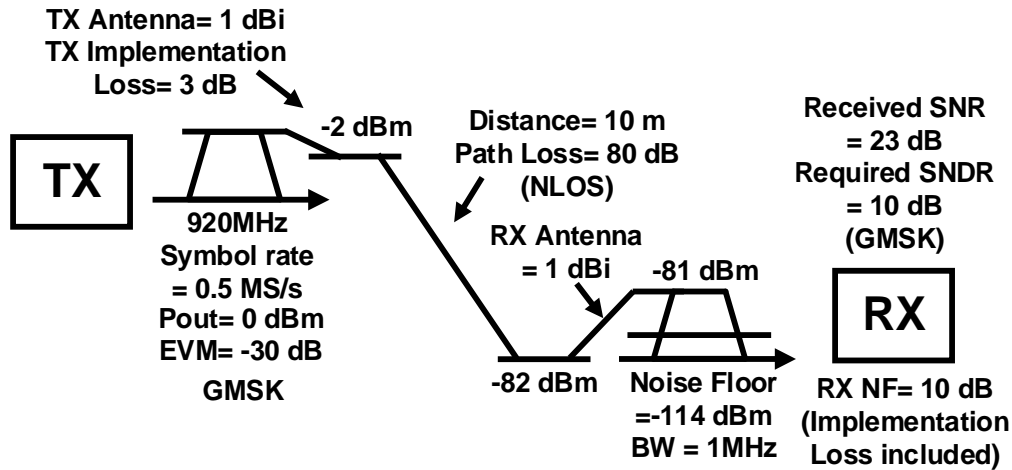 TX Antenna= 1 dBi
TX Implementation
Loss= 3 dB
TX
-2 dBm
920MHz
Symbol rate
= 0.5 MS/s
Pout= 0 dBm
EVM= -30 dB
GMSK
Distance= 10 m
Path Loss= 80 dB
(NLOS)
RX Antenna
= 1 dBi
-81 dBm
-82 dBm
Noise Floor
=-114 dBm
BW = 1MHz
Received SNR
= 23 dB
Required SNDR
= 10 dB
(GMSK)
RX
RX NF= 10 dB
(Implementation
Loss included)